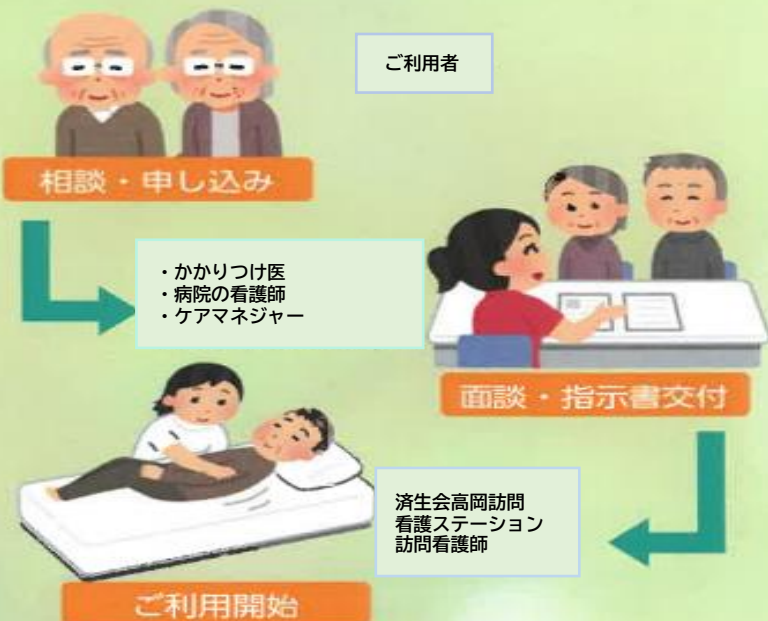 ご利用者
相談・申し込み
・かかりつけ医
・病院の看護師
・ケアマネジャー
面談・指示書交付
済生会高岡訪問
看護ステーション
訪問看護師
ご利用開始